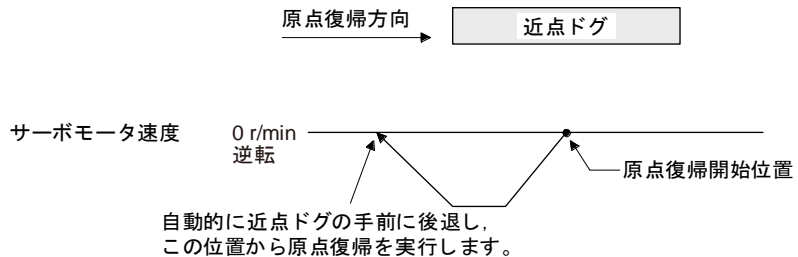 原点復帰方向
近点ドグ
サーボモータ速度
0 r/min
逆転
原点復帰開始位置
自動的に近点ドグの手前に後退し，
この位置から原点復帰を実行します。